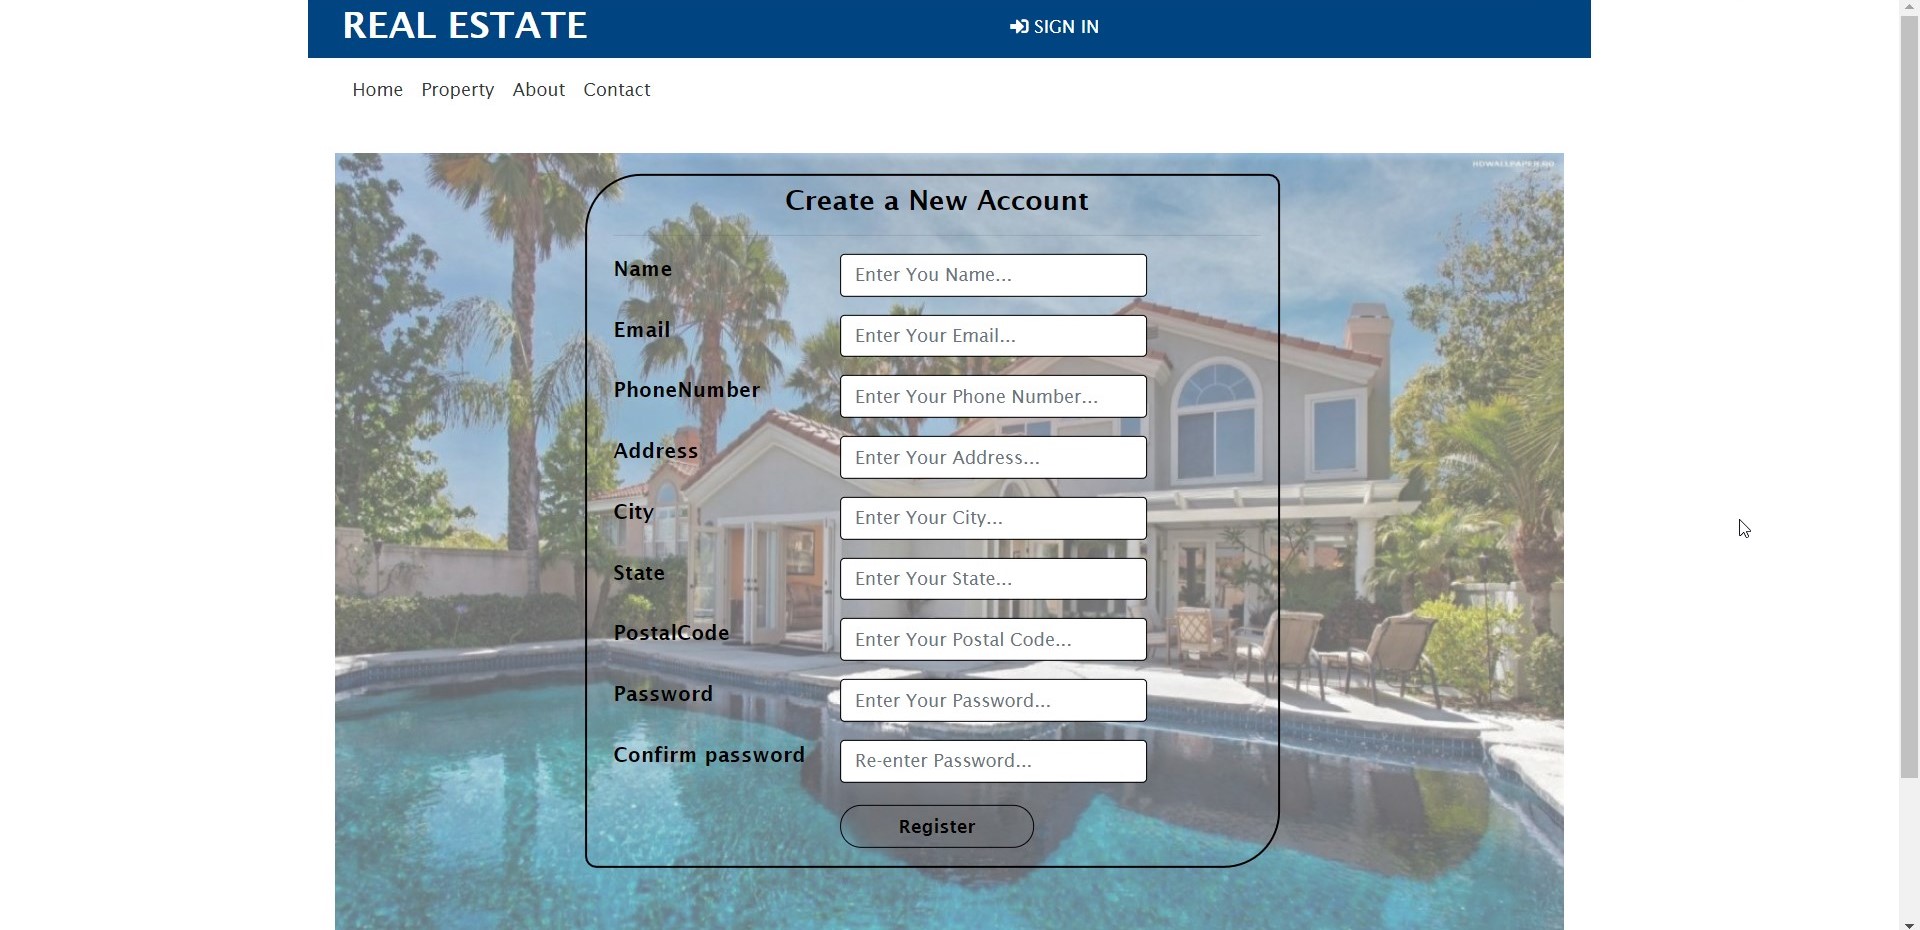 REAL ESTATE
SIGN IN
Home Property About Contact
HDWALLPAPER.HD
Create a New Account
Name Enter You Name...
Email Enter Your Email...
PhoneNumber Enter Your Phone Number...
Address Enter Your Address...
City Enter Your City...
State Enter Your State...
PostalCode Enter Your Postal Code...
Password Enter Your Password...
Confirm password Re-enter Password...
Register